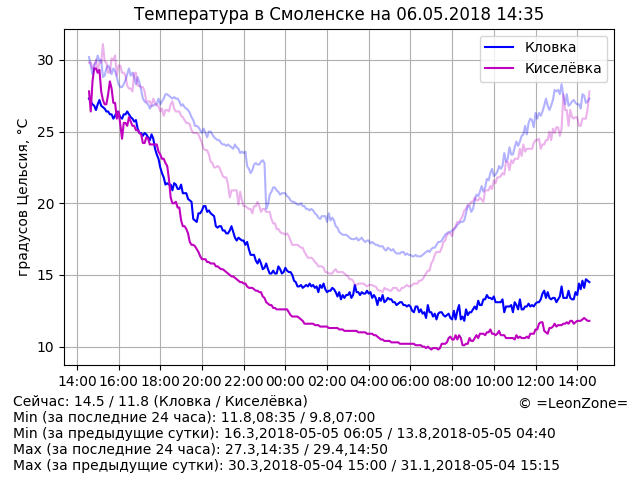 Температура в Смоленске на 06.05.2018 14:35
Кловка
Киселёвка
градусов Цельсия, °C
30
25
20
15
10
14:00 16:00 18:00 20:00 22:00 00:00 02:00 04:00 06:00 08:00 10:00 12:00 14:00
Сейчас: 14.5 / 11.8 (Кловка / Киселёвка)
© =LeonZone=
Min (за последние 24 часа): 11.8,08:35 / 9.8,07:00
Min (за предыдущие сутки): 16.3,2018-05-05 06:05 / 13.8,2018-05-05 04:40
Max (за последние 24 часа): 27.3,14:35 / 29.4,14:50
Max (за предыдущие сутки): 30.3,2018-05-04 15:00 / 31.1,2018-05-04 15:15